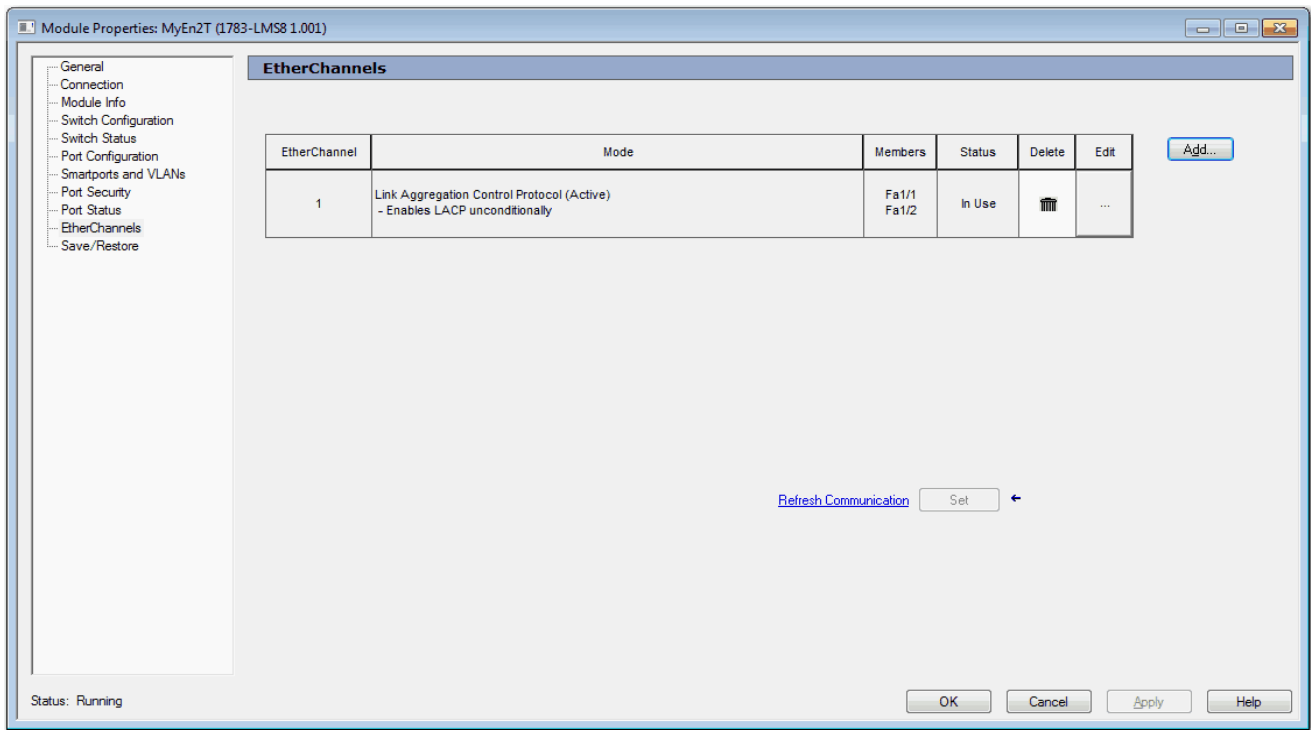 Module Properties: MyEn2T (1783-LMS8 1.001)
General
Connection
Module Info
Switch Configuration
Switch Status
Port Configuration
Smartports and VLANs
Port Security
Port Status
EtherChannels
Save/Restore
EtherChannels
EtherChannel Mode Members Status Delete Edit
1 Link Aggregation Control Protocol (Active)
- Enables LACP unconditionally
Fa1/1
Fa1/2
In Use ...
Add...
Refresh Communication Set
Status: Running
OK Cancel Apply Help